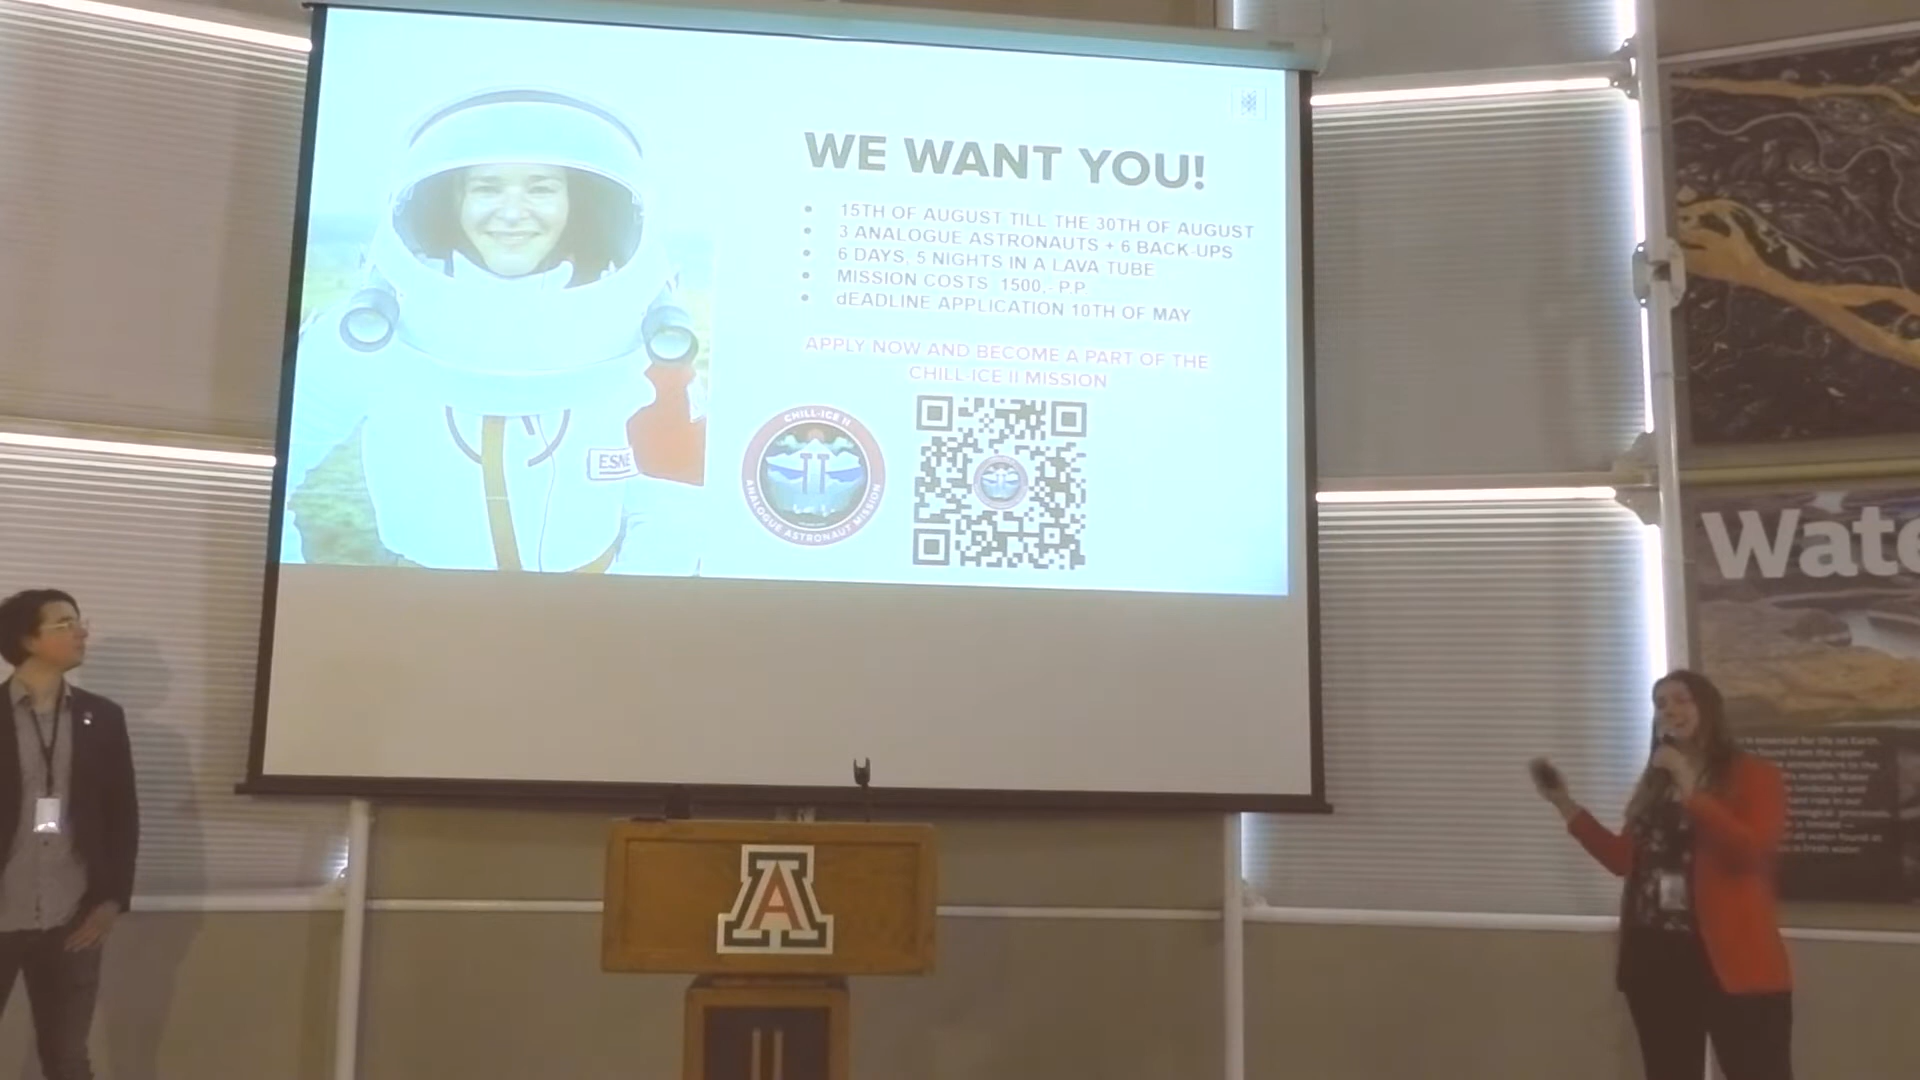 WE WANT YOU!
• 15TH OF AUGUST TILL THE 30TH OF AUGUST
• 3 ANALOGUE ASTRONAUTS + 6 BACK-UPS
• 6 DAYS, 5 NIGHTS IN A LAVA TUBE
• MISSION COSTS 1500,- P.P
• dEADLINE APPLICATION 10TH OF MAY
APPLY NOW AND BECOME A PART OF THE
CHILL-ICE II MISSION
CHILL-ICE II
ANALOGUE ASTRONAUT MISSION
ESNE
A
Wate